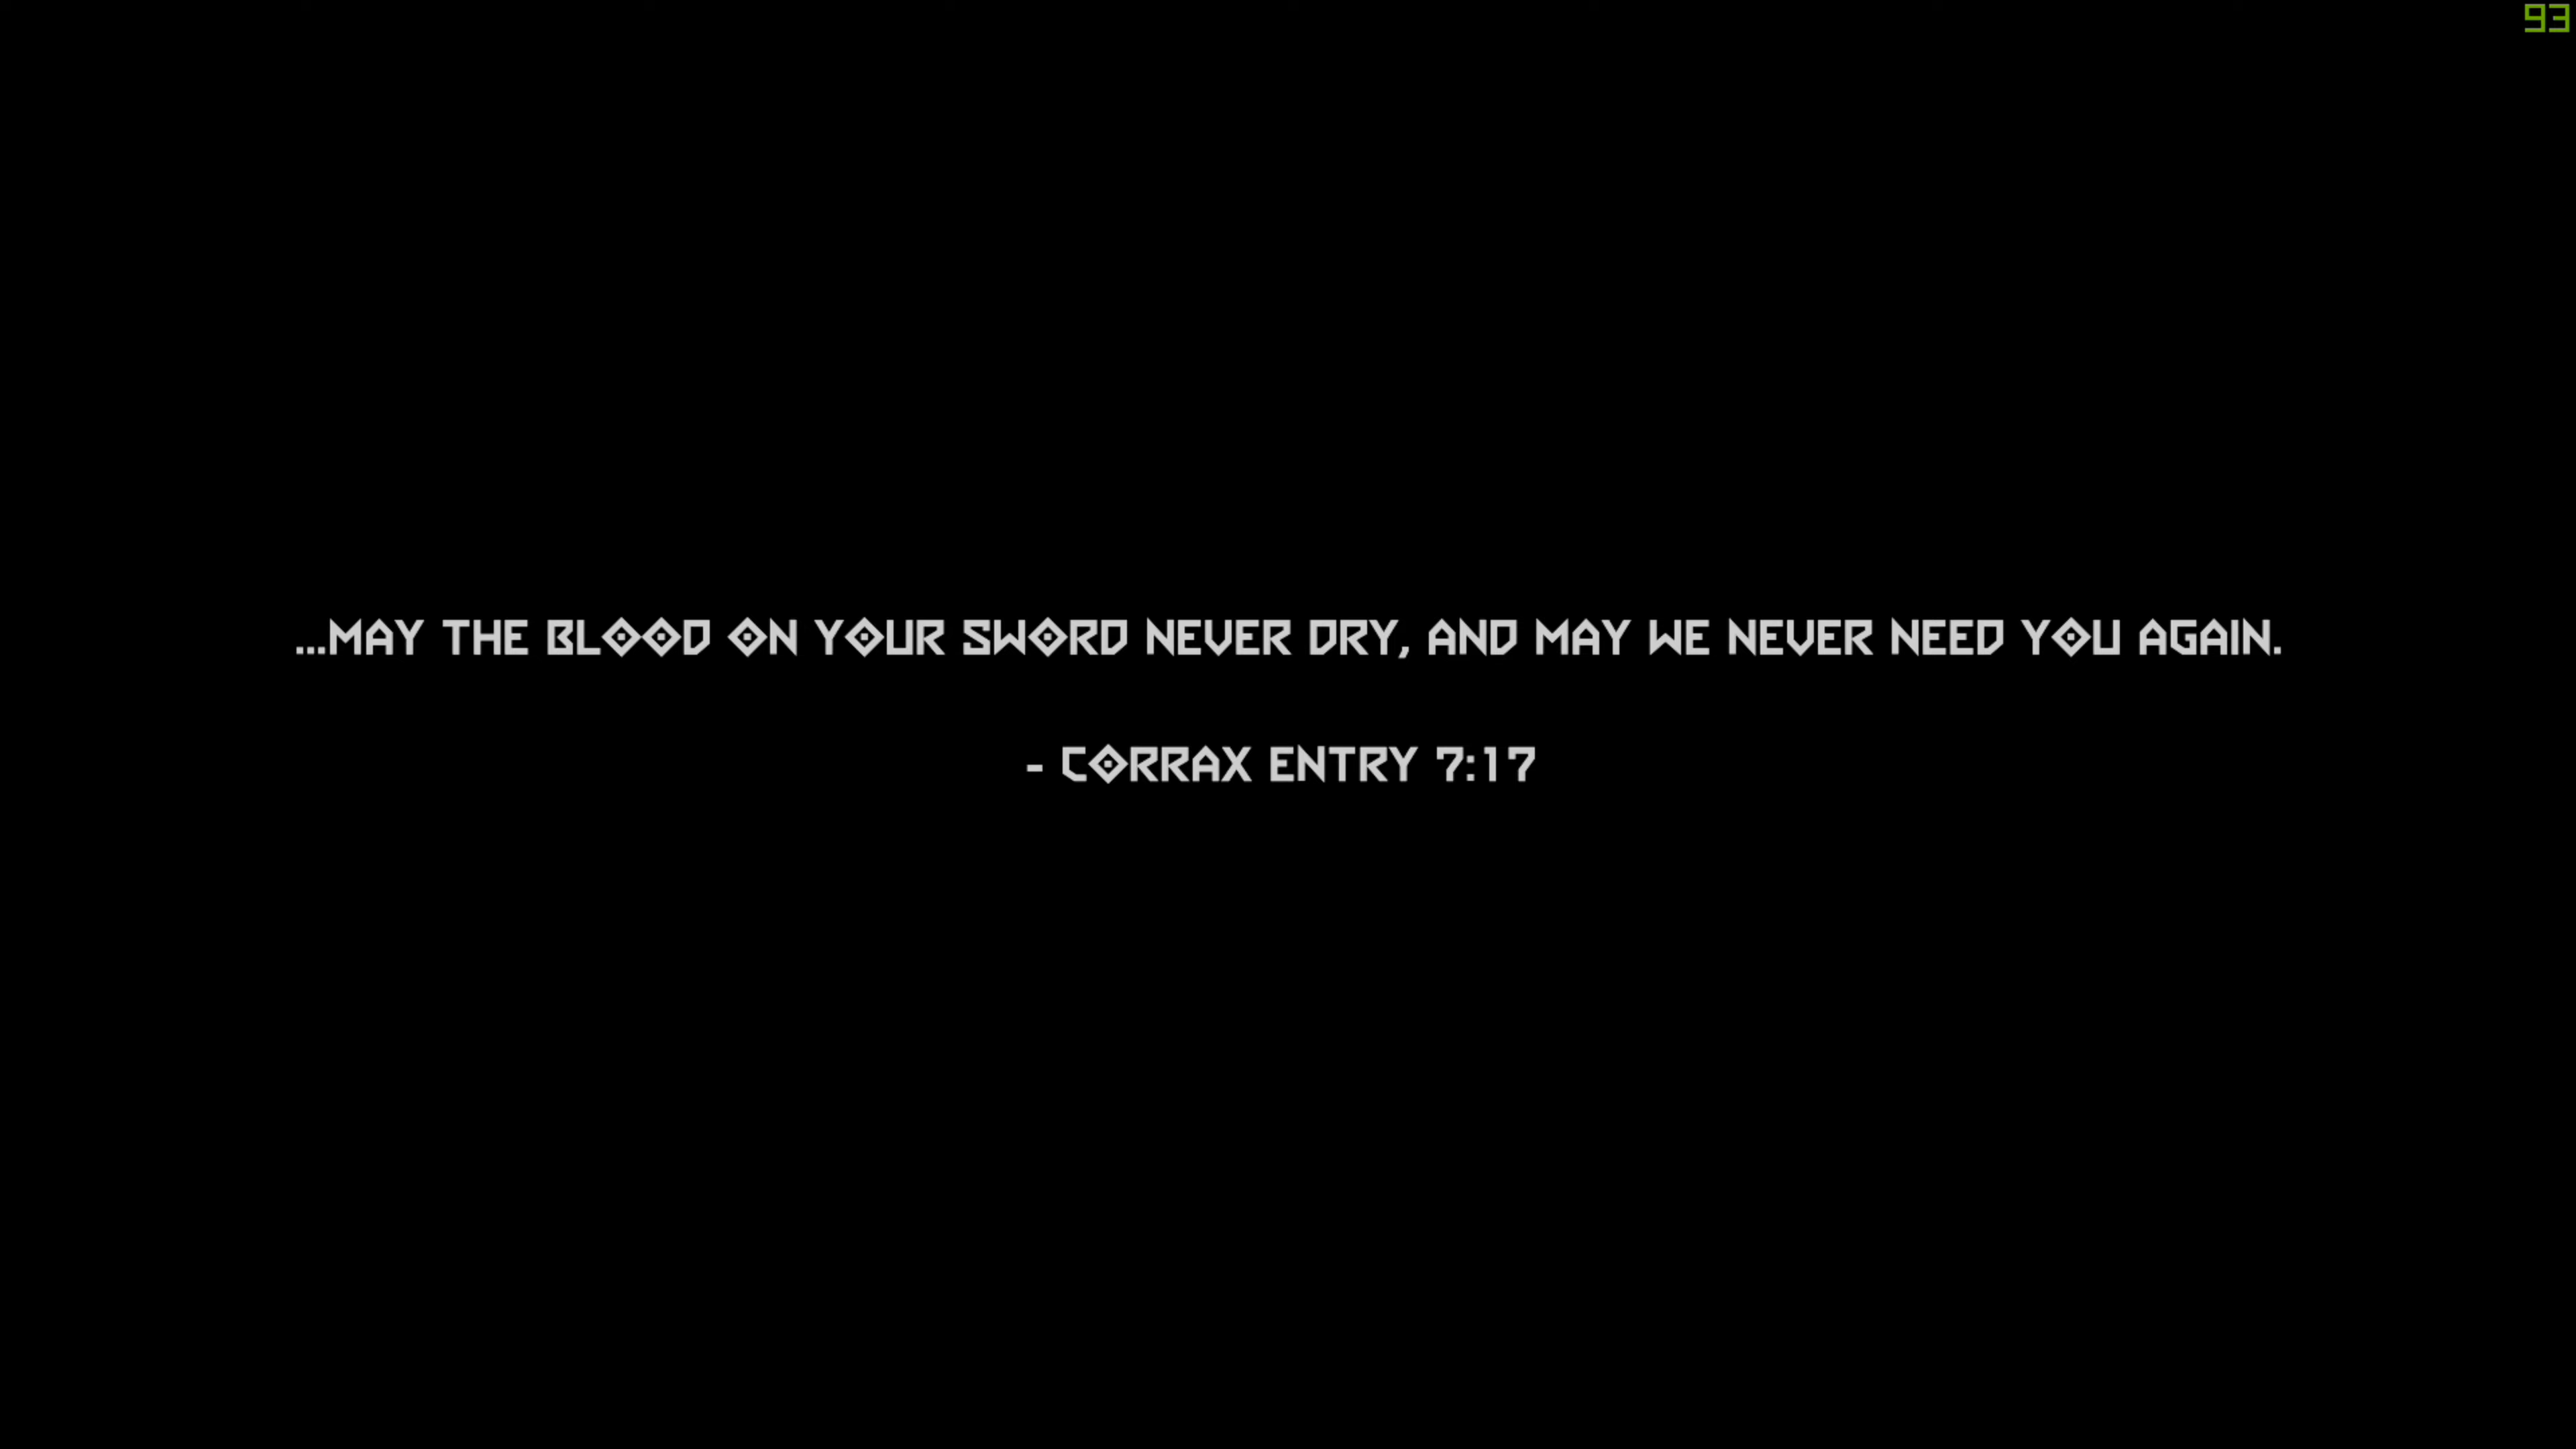 93
...MAY THE BLOOD ON YOUR SWORD NEVER DRY, AND MAY WE NEVER NEED YOU AGAIN.
- CORRAX ENTRY 7:17